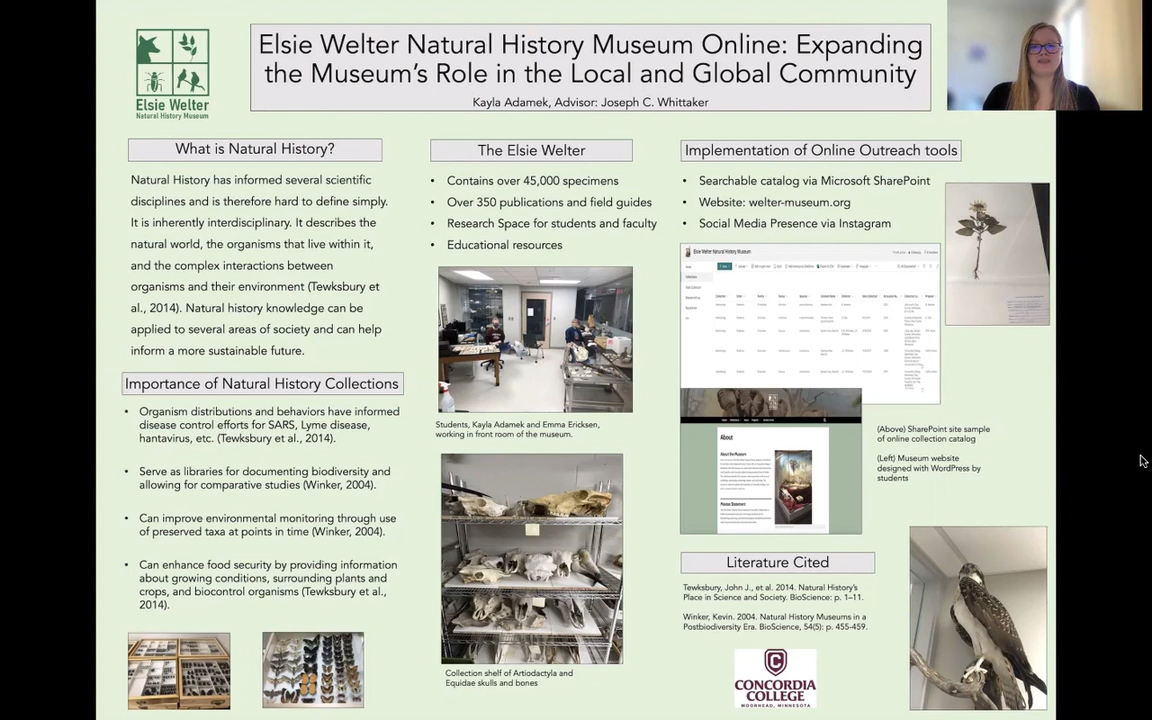 Elsie Welter
Natural History Museum
Elsie Welter Natural History Museum Online: Expanding
the Museum's Role in the Local and Global Community
Kayla Adamek, Advisor: Joseph C. Whittaker
What is Natural History?
Natural History has informed several scientific
disciplines and is therefore hard to define simply.
It is inherently interdisciplinary. It describes the
natural world, the organisms that live within it,
and the complex interactions between
organisms and their environment (Tewksbury et
al., 2014). Natural history knowledge can be
applied to several areas of society and can help
inform a more sustainable future.
Importance of Natural History Collections
• Organism distributions and behaviors have informed
disease control efforts for SARS, Lyme disease,
hantavirus, etc. (Tewksbury et al., 2014).
• Serve as libraries for documenting biodiversity and
allowing for comparative studies (Winker, 2004).
• Can improve environmental monitoring through use
of preserved taxa at points in time (Winker, 2004).
• Can enhance food security by providing information
about growing conditions, surrounding plants and
crops, and biocontrol organisms (Tewksbury et al.,
2014).
The Elsie Welter
• Contains over 45,000 specimens
• Over 350 publications and field guides
• Research Space for students and faculty
• Educational resources
Students, Kayla Adamek and Emma Ericksen,
working in front room of the museum.
Collection shelf of Artiodactyla and
Equidae skulls and bones
Implementation of Online Outreach tools
• Searchable catalog via Microsoft SharePoint
• Website: welter-museum.org
• Social Media Presence via Instagram
Elsie Welter Natural History Museum
About
About the Museum
Mission Statement
(Above) SharePoint site sample
of online collection catalog
(Left) Museum website
designed with WordPress by
students
Literature Cited
Tewksbury, John J., et al. 2014. Natural History's
Place in Science and Society. BioScience: p. 1–11.
Winker, Kevin. 2004. Natural History Museums in a
Postbiodiversity Era. BioScience, 54(5): p. 455-459.
CONCORDIA
COLLEGE
MOORHEAD, MINNESOTA